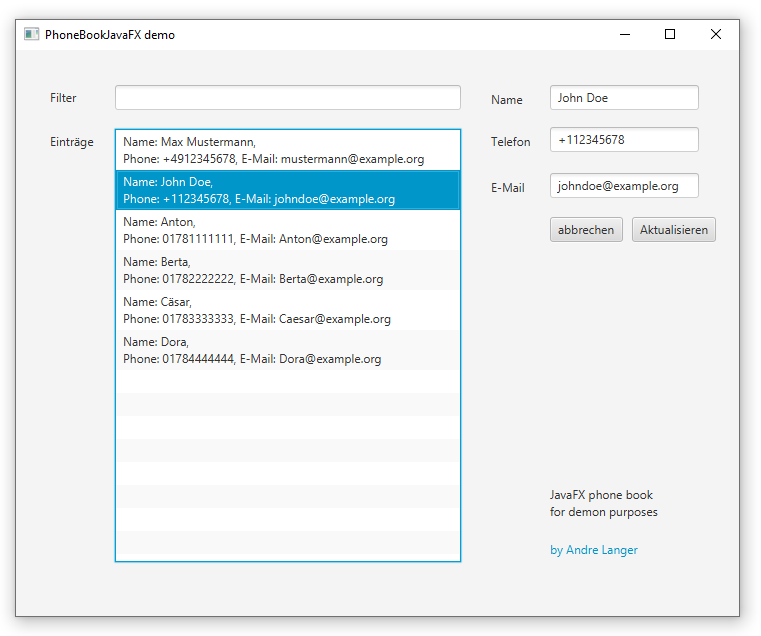 PhoneBookJavaFX demo
Filter
Einträge
Name: Max Mustermann,
Phone: +4912345678, E-Mail: mustermann@example.org
Name: John Doe,
Phone: +112345678, E-Mail: johndoe@example.org
Name: Anton,
Phone: 01781111111, E-Mail: Anton@example.org
Name: Berta,
Phone: 01782222222, E-Mail: Berta@example.org
Name: Cäsar,
Phone: 01783333333, E-Mail: Caesar@example.org
Name: Dora,
Phone: 01784444444, E-Mail: Dora@example.org
Name John Doe
Telefon +112345678
E-Mail johndoe@example.org
abbrechen Aktualisieren
JavaFX phone book
for demon purposes
by Andre Langer